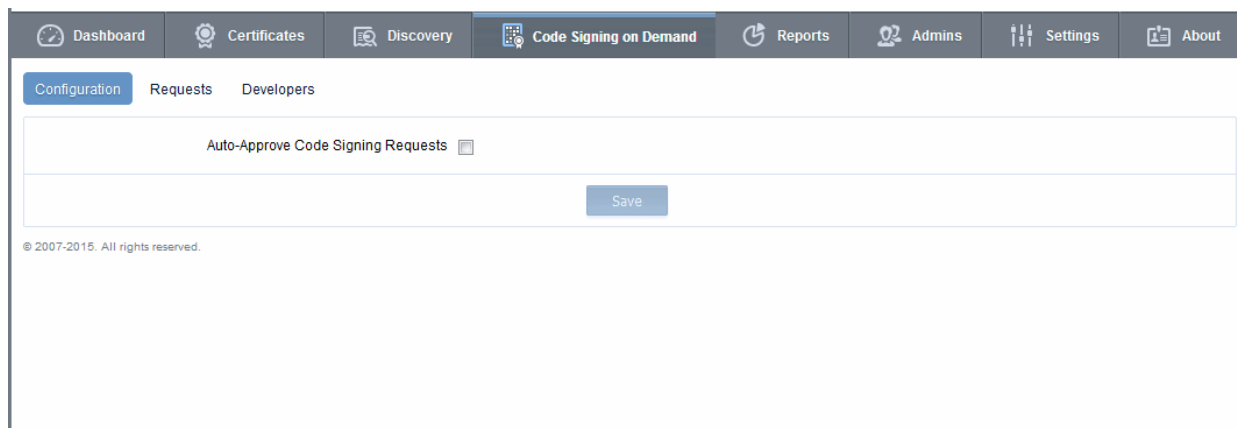 Dashboard Certificates Discovery Code Signing on Demand Reports Admins Settings About
Configuration Requests Developers
Auto-Approve Code Signing Requests
Save
© 2007-2015. All rights reserved.